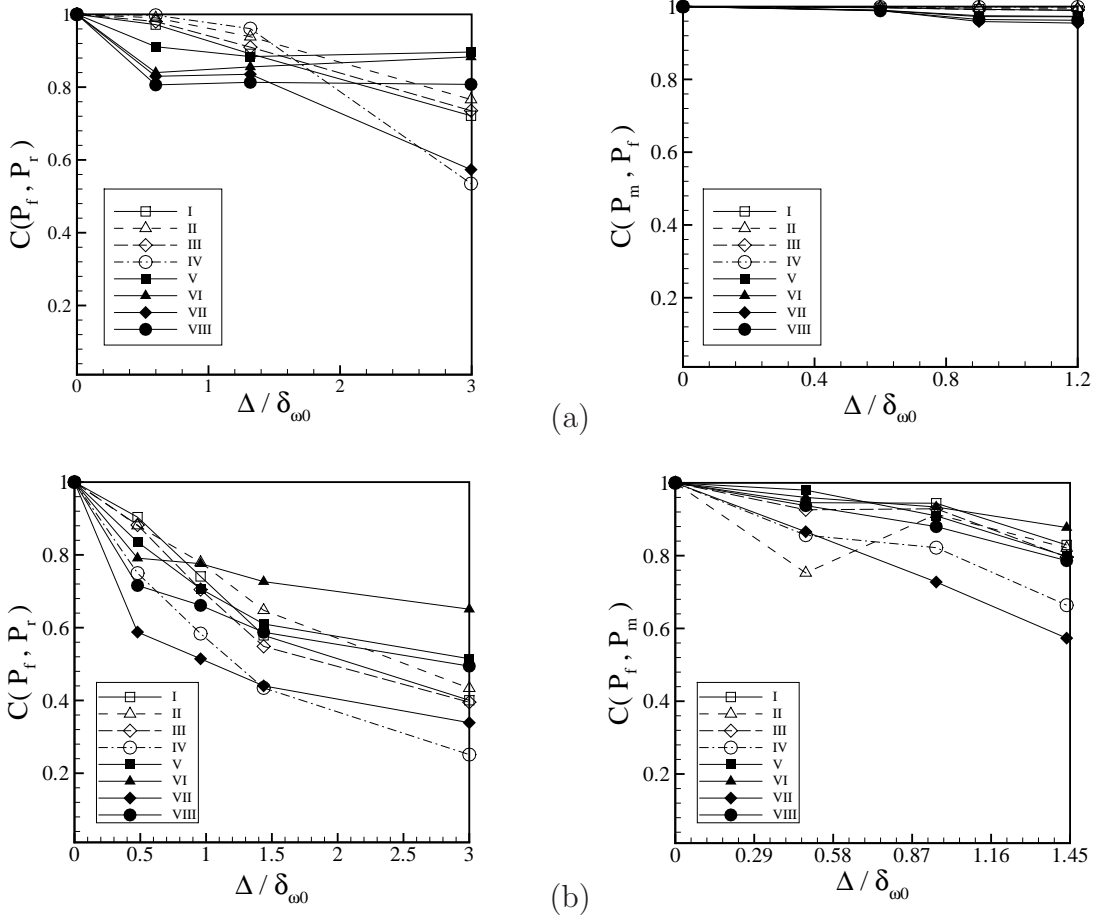 1
0.8
0.6
0.4
0.2
C(P_f , P_r )
I
II
III
IV
V
VI
VII
VIII
0 1 2 3
Δ / δ_ω0
1
0.8
0.6
0.4
0.2
C( P_m , P_f )
I
II
III
IV
V
VI
VII
VIII
0 0.4 0.8 1.2
Δ / δ_ω0
(a)
1
0.8
0.6
0.4
0.2
C( P_f , P_r )
I
II
III
IV
V
VI
VII
VIII
0 0.5 1 1.5 2 2.5 3
Δ / δ_ω0
1
0.8
0.6
0.4
0.2
C( P_f , P_m )
I
II
III
IV
V
VI
VII
VIII
0 0.29 0.58 0.87 1.16 1.45
Δ / δ_ω0
(b)